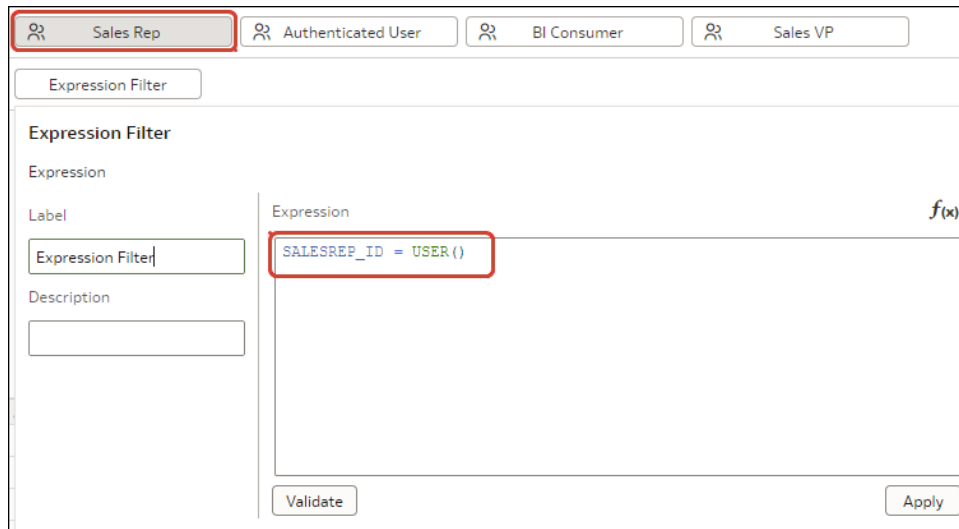 Sales Rep Authenticated User BI Consumer Sales VP
Expression Filter
Expression Filter
Expression
Label
Expression
f(x)
Expression Filter
SALESREP_ID = USER()
Description
Validate
Apply